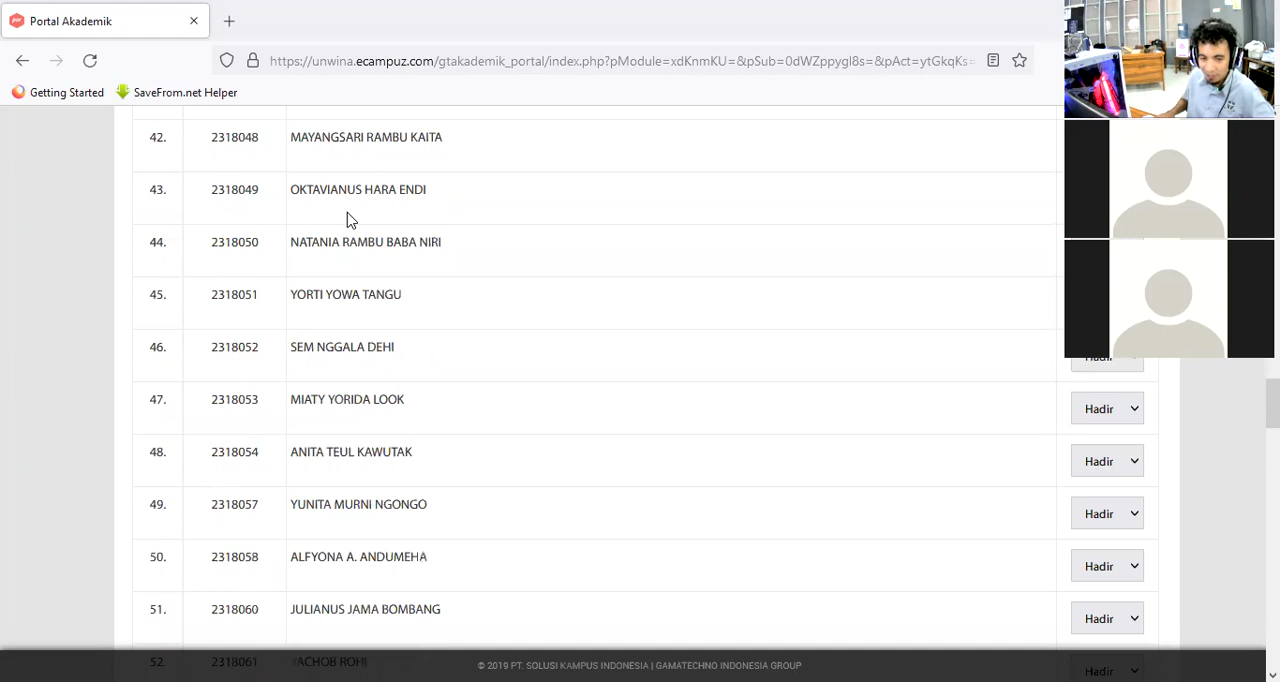 Portal Akademik
https://unwina.ecampuz.com/gtakademik_portal/index.php?pModule=xdKnmKU=&pSub=0dWZppygl8s=&pAct=ytGkqKs=
Getting Started SaveFrom.net Helper
42. 2318048 MAYANGSARI RAMBU KAITA
43. 2318049 OKTAVIANUS HARA ENDI
44. 2318050 NATANIA RAMBU BABA NIRI
45. 2318051 YORTI YOWA TANGU
46. 2318052 SEM NGGALA DEHI Hadir
47. 2318053 MIATY YORIDA LOOK Hadir
48. 2318054 ANITA TEUL KAWUTAK Hadir
49. 2318057 YUNITA MURNI NGONGO Hadir
50. 2318058 ALFYONA A. ANDUMEHA Hadir
51. 2318060 JULIANUS JAMA BOMBANG Hadir
52. 2318061 ROHI Hadir
© 2019 PT. SOLUSI KAMPUS INDONESIA | GAMATECHNO INDONESIA GROUP